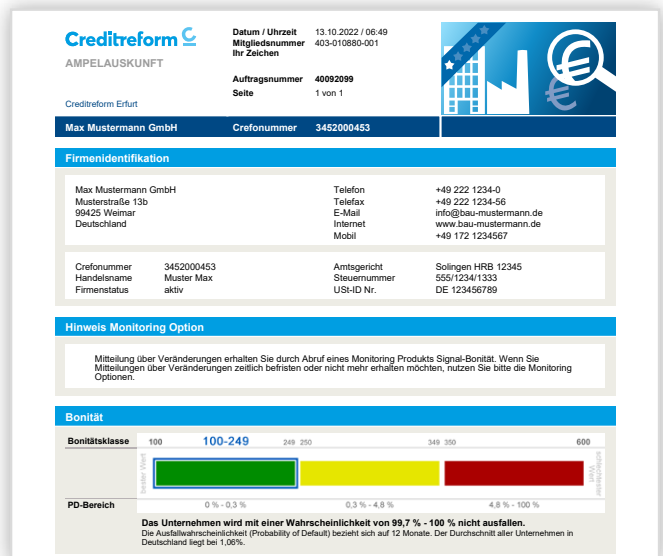 Creditreform C
AMPELAUSKUNFT
Creditreform Erfurt
Datum / Uhrzeit 13.10.2022 / 06:49
Mitgliedsnummer 403-010880-001
Ihr Zeichen
Auftragsnummer 40092099
Seite 1 von 1
Max Mustermann GmbH Crefonummer 3452000453
Firmenidentifikation
Max Mustermann GmbH Telefon +49 222 1234-0
Musterstraße 13b Telefax +49 222 1234-56
99425 Weimar E-Mail info@bau-mustermann.de
Deutschland Internet www.bau-mustermann.de
Mobil +49 172 1234567
Crefonummer 3452000453 Amtsgericht Solingen HRB 12345
Handelsname Muster Max Steuernummer 555/1234/1333
Firmenstatus aktiv USt-ID Nr. DE 123456789
Hinweis Monitoring Option
Mitteilung über Veränderungen erhalten Sie durch Abruf eines Monitoring Produkts Signal-Bonität. Wenn Sie
Mitteilungen über Veränderungen zeitlich befristen oder nicht mehr erhalten möchten, nutzen Sie bitte die Monitoring
Optionen.
Bonität
Bonitätsklasse 100 100-249 249 250 349 350 600
bester Wert
schlechtester Wert
PD-Bereich 0 % - 0,3 % 0,3 % - 4,8 % 4,8 % - 100 %
Das Unternehmen wird mit einer Wahrscheinlichkeit von 99,7 % - 100 % nicht ausfallen.
Die Ausfallwahrscheinlichkeit (Probability of Default) bezieht sich auf 12 Monate. Der Durchschnitt aller Unternehmen in
Deutschland liegt bei 1,06%.